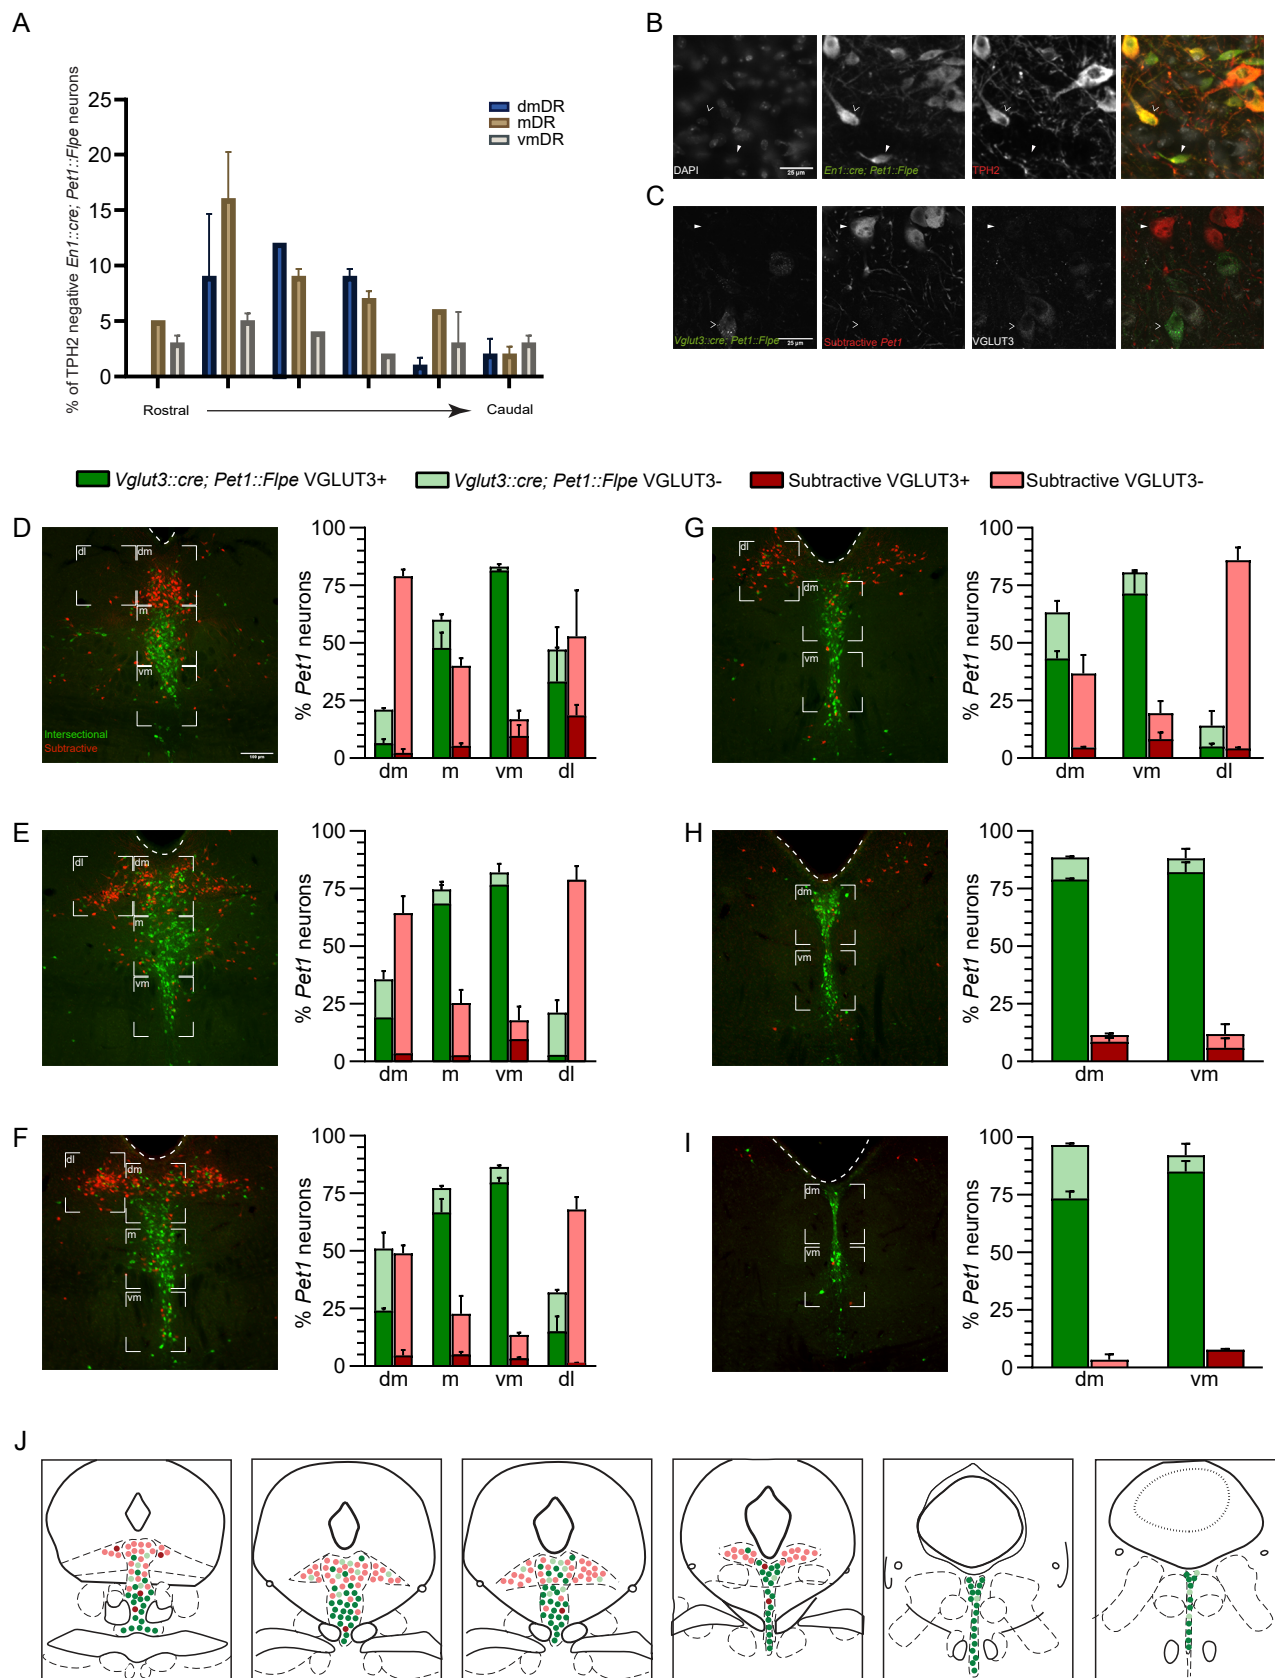 A
% of TPH2 negative En1::cre; Pet1::Flpe neurons
25
20
15
10
5
0
dmDR
mDR
vmDR
Rostral
Caudal
B
DAPI
25 µm
En1::cre; Pet1::Flpe
TPH2
C
Vglut3::cre; Pet1::Flpe
25 µm
Subtractive Pet1
VGLUT3
Vglut3::cre; Pet1::Flpe VGLUT3+
Vglut3::cre; Pet1::Flpe VGLUT3-
Subtractive VGLUT3+
Subtractive VGLUT3-
D
dl
dm
m
vm
Intersectional
Subtractive
100 µm
% Pet1 neurons
100
75
50
25
0
dm m vm dl
G
dl
dm
vm
% Pet1 neurons
100
75
50
25
0
dm vm dl
E
dl
dm
m
vm
% Pet1 neurons
100
75
50
25
0
dm m vm dl
H
dm
vm
% Pet1 neurons
100
75
50
25
0
dm vm
F
dl
dm
m
vm
% Pet1 neurons
100
75
50
25
0
dm m vm dl
I
dm
vm
% Pet1 neurons
100
75
50
25
0
dm vm
J